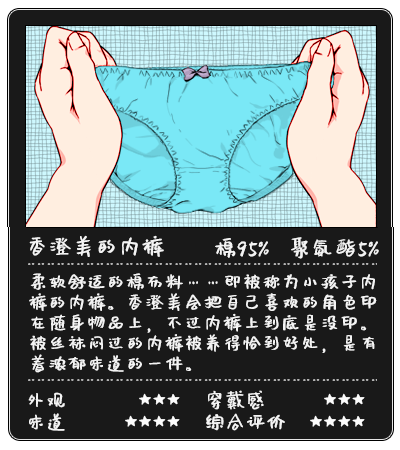 香澄美的内裤 棉95% 聚氨酯5%
柔软舒适的棉布料……即被称为小孩子内
裤的内裤。香澄美会把自己喜欢的角色印
在随身物品上，不过内裤上到底是没印。
被丝袜闷过的内裤被养得恰到好处，是有
着浓郁味道的一件。
外观 ★★★ 穿戴感 ★★★
味道 ★★★★ 综合评价 ★★★★